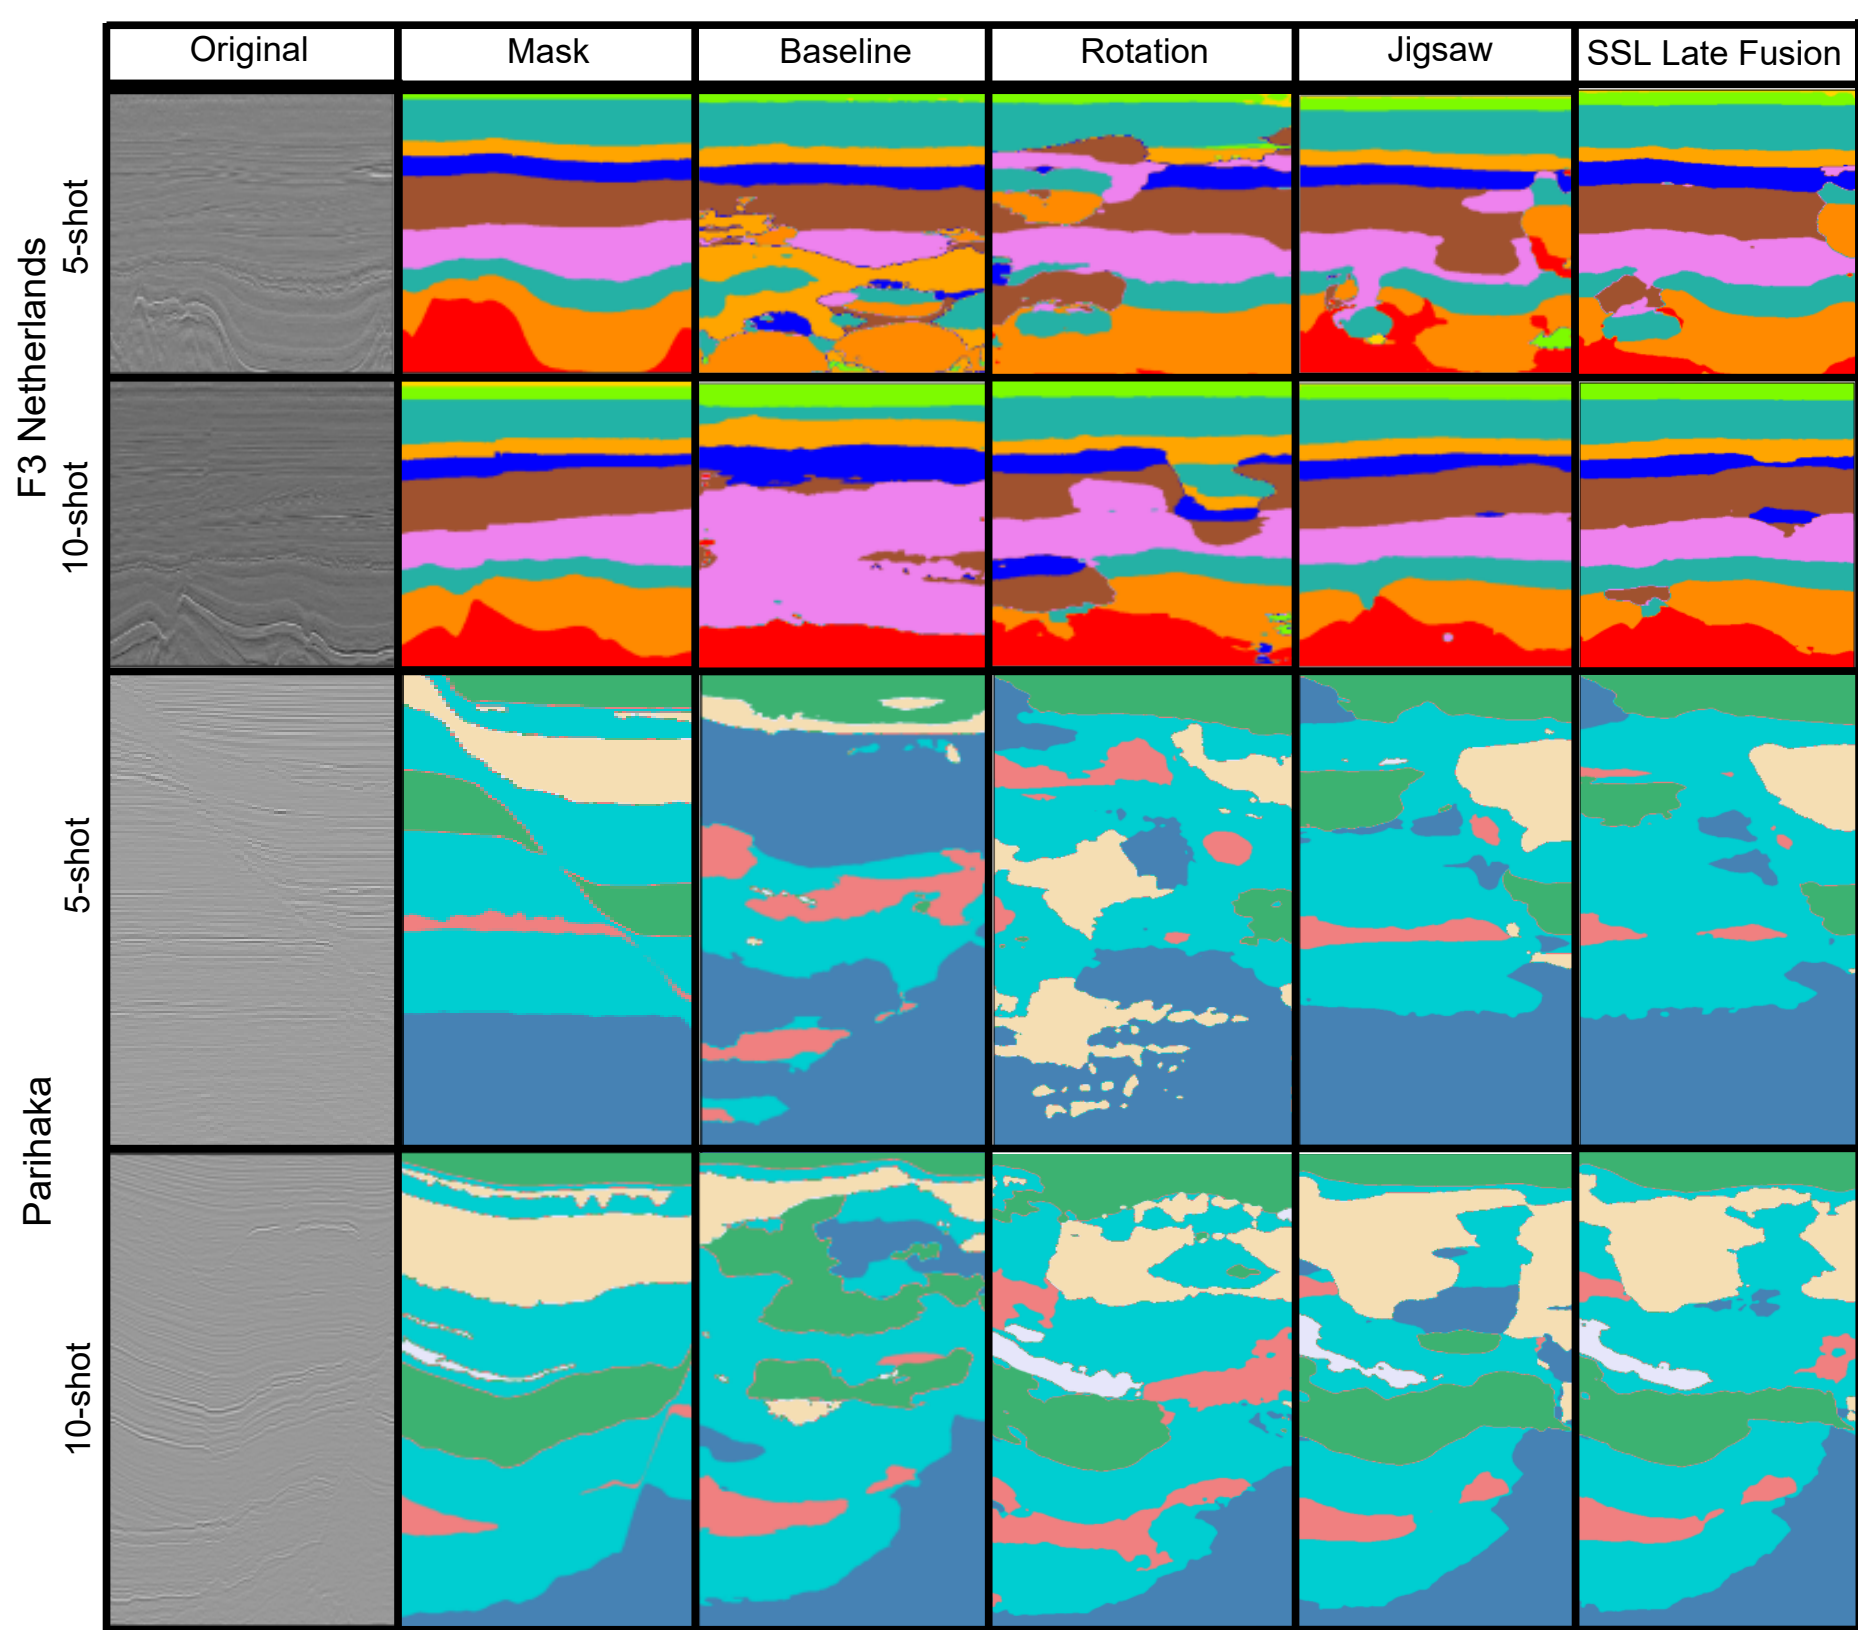 Original
Mask
Baseline
Rotation
Jigsaw
SSL Late Fusion
F3 Netherlands
5-shot
10-shot
Parihaka
5-shot
10-shot